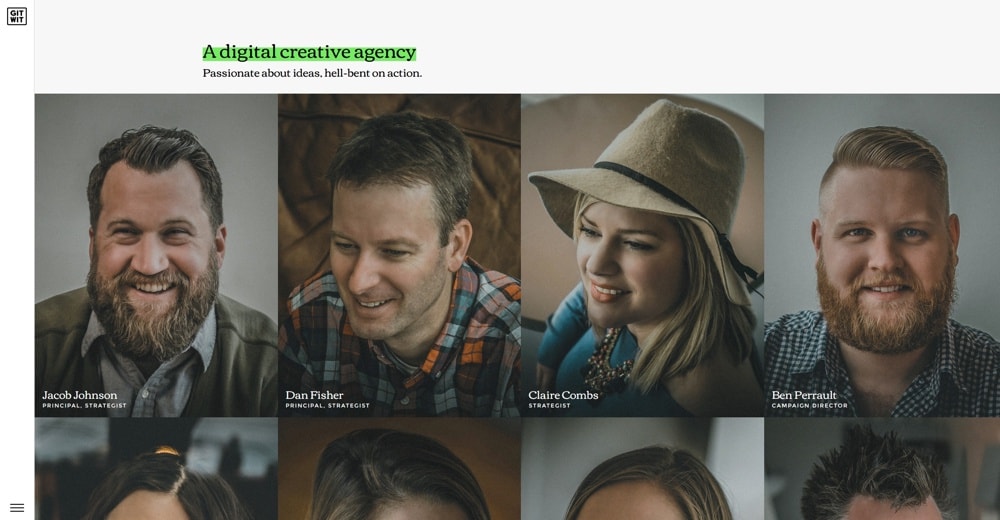 GIT
WIT
A digital creative agency
Passionate about ideas, hell-bent on action.
Jacob Johnson
PRINCIPAL, STRATEGIST
Dan Fisher
PRINCIPAL, STRATEGIST
Claire Combs
STRATEGIST
Ben Perrault
CAMPAIGN DIRECTOR